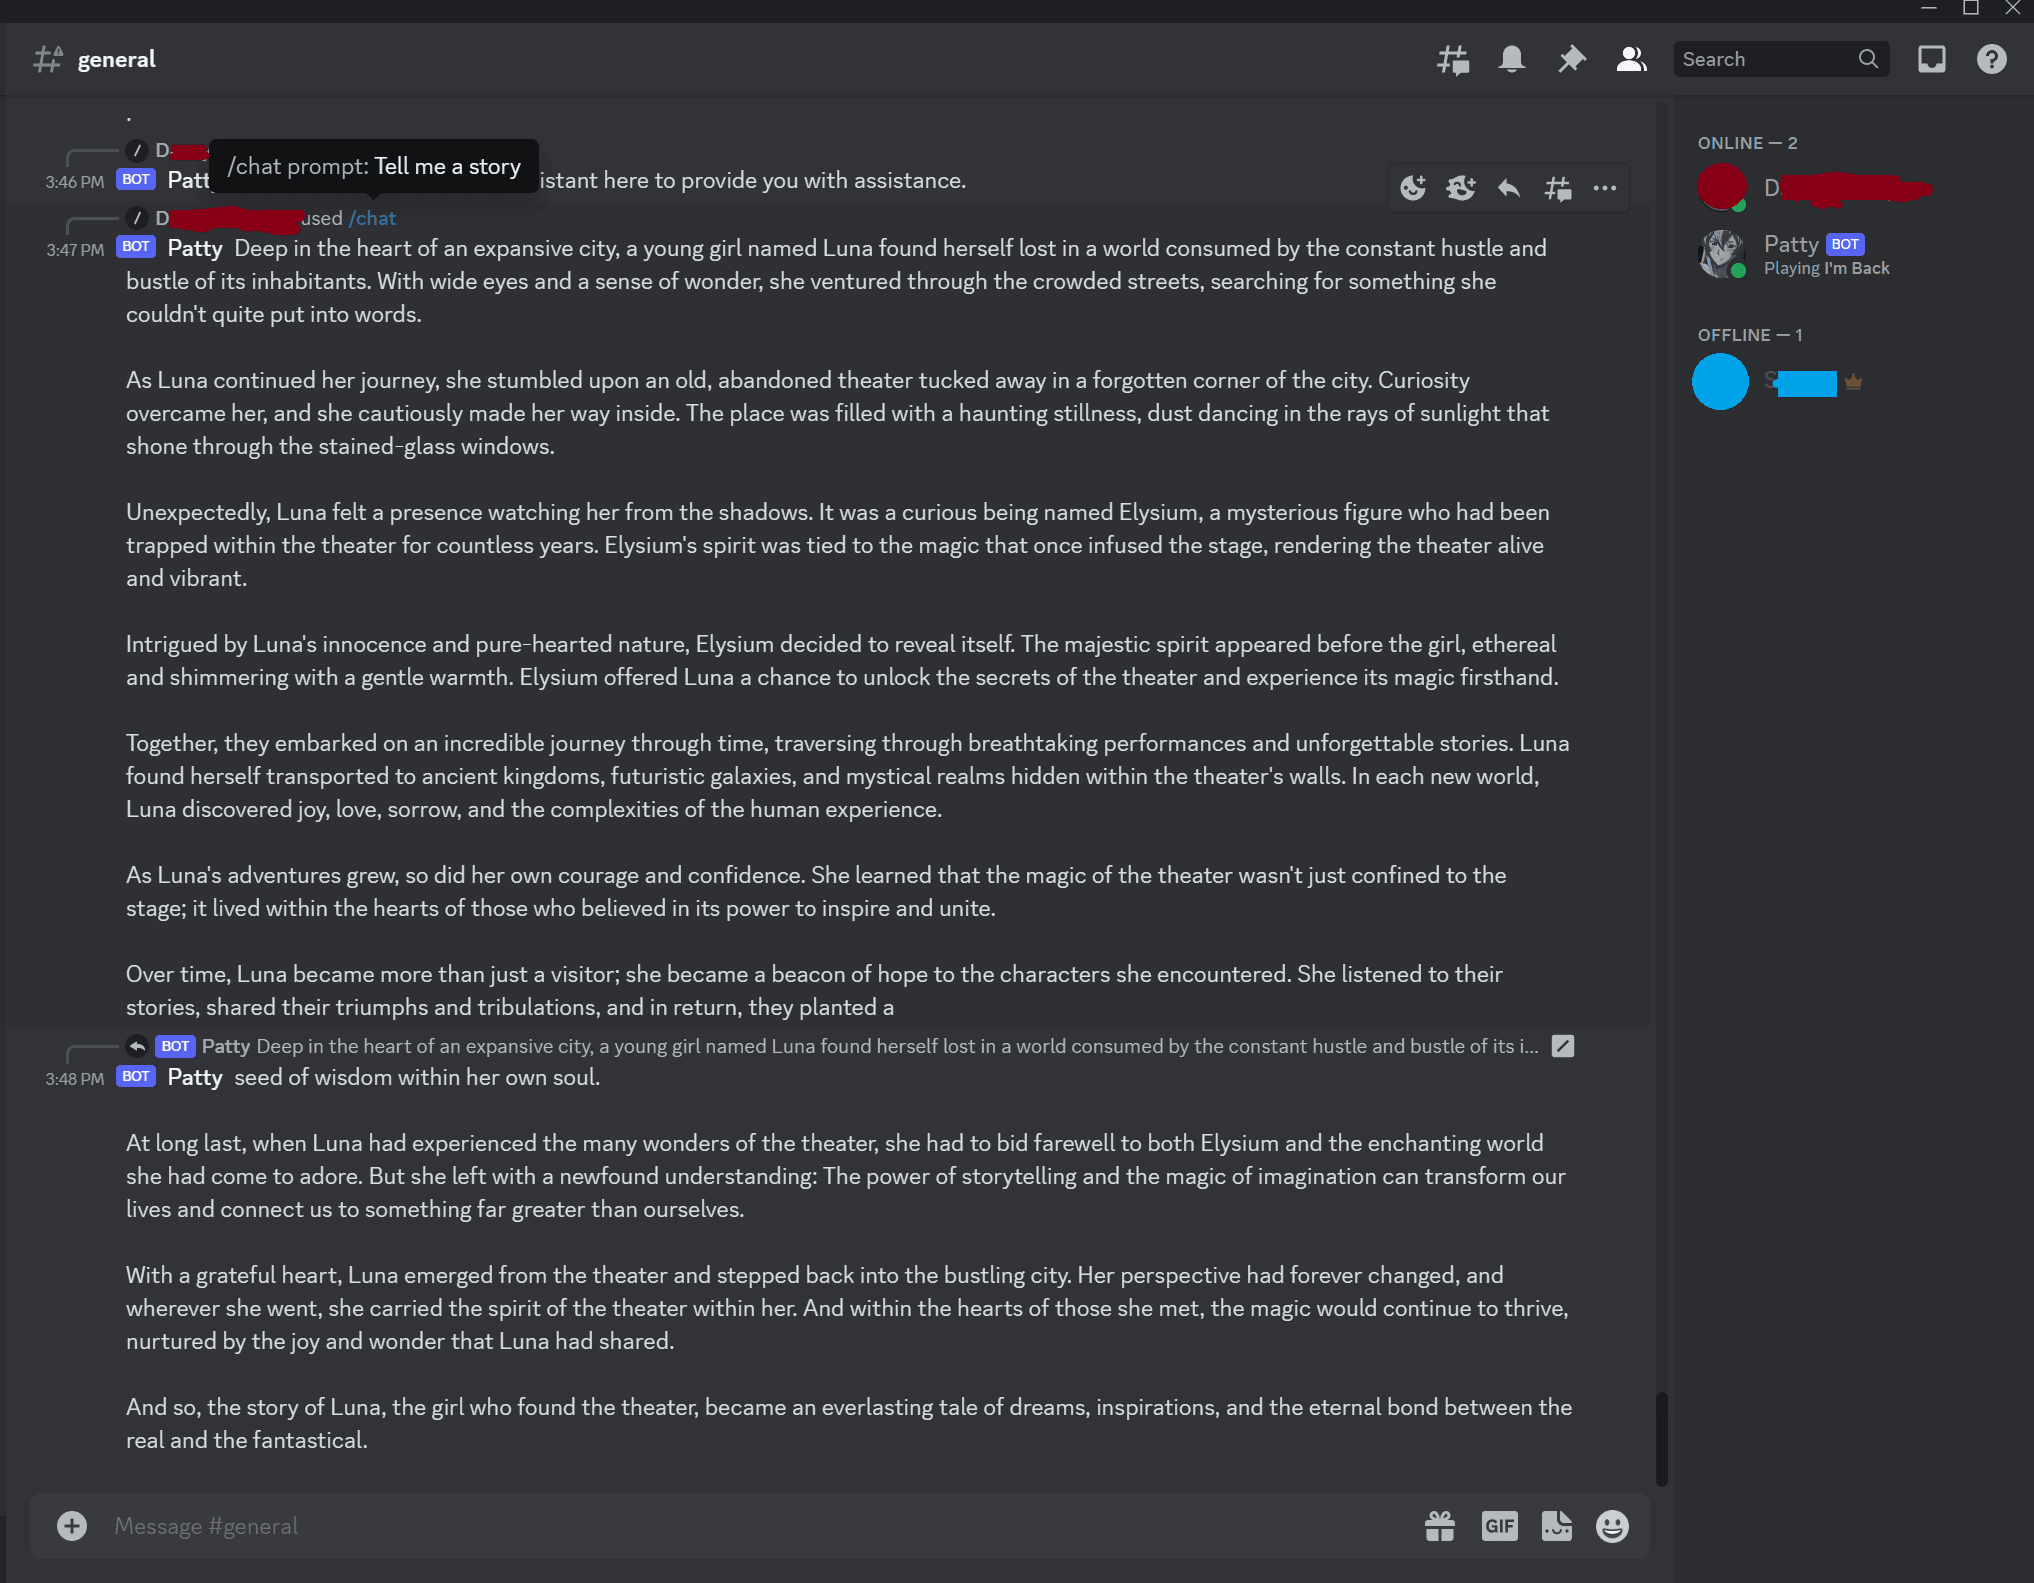 general
Search
.
D
/chat prompt: Tell me a story
3:46 PM BOT Patt istant here to provide you with assistance.
D used /chat
3:47 PM BOT Patty Deep in the heart of an expansive city, a young girl named Luna found herself lost in a world consumed by the constant hustle and
bustle of its inhabitants. With wide eyes and a sense of wonder, she ventured through the crowded streets, searching for something she
couldn't quite put into words.
As Luna continued her journey, she stumbled upon an old, abandoned theater tucked away in a forgotten corner of the city. Curiosity
overcame her, and she cautiously made her way inside. The place was filled with a haunting stillness, dust dancing in the rays of sunlight that
shone through the stained-glass windows.
Unexpectedly, Luna felt a presence watching her from the shadows. It was a curious being named Elysium, a mysterious figure who had been
trapped within the theater for countless years. Elysium's spirit was tied to the magic that once infused the stage, rendering the theater alive
and vibrant.
Intrigued by Luna's innocence and pure-hearted nature, Elysium decided to reveal itself. The majestic spirit appeared before the girl, ethereal
and shimmering with a gentle warmth. Elysium offered Luna a chance to unlock the secrets of the theater and experience its magic firsthand.
Together, they embarked on an incredible journey through time, traversing through breathtaking performances and unforgettable stories. Luna
found herself transported to ancient kingdoms, futuristic galaxies, and mystical realms hidden within the theater's walls. In each new world,
Luna discovered joy, love, sorrow, and the complexities of the human experience.
As Luna's adventures grew, so did her own courage and confidence. She learned that the magic of the theater wasn't just confined to the
stage; it lived within the hearts of those who believed in its power to inspire and unite.
Over time, Luna became more than just a visitor; she became a beacon of hope to the characters she encountered. She listened to their
stories, shared their triumphs and tribulations, and in return, they planted a
BOT Patty Deep in the heart of an expansive city, a young girl named Luna found herself lost in a world consumed by the constant hustle and bustle of its i...
3:48 PM BOT Patty seed of wisdom within her own soul.
At long last, when Luna had experienced the many wonders of the theater, she had to bid farewell to both Elysium and the enchanting world
she had come to adore. But she left with a newfound understanding: The power of storytelling and the magic of imagination can transform our
lives and connect us to something far greater than ourselves.
With a grateful heart, Luna emerged from the theater and stepped back into the bustling city. Her perspective had forever changed, and
wherever she went, she carried the spirit of the theater within her. And within the hearts of those she met, the magic would continue to thrive,
nurtured by the joy and wonder that Luna had shared.
And so, the story of Luna, the girl who found the theater, became an everlasting tale of dreams, inspirations, and the eternal bond between the
real and the fantastical.
Message #general
GIF
ONLINE — 2
D
Patty BOT
Playing I'm Back
OFFLINE — 1
S